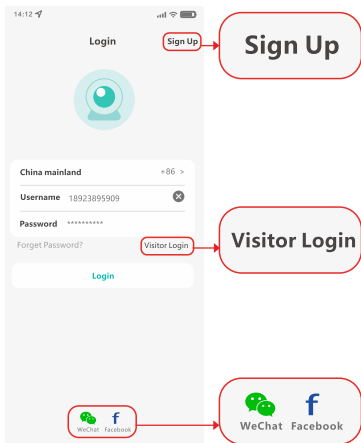 14:12
Login
Sign Up
Sign Up
China mainland +86 >
Username 18923895909
Password **********
Forget Password?
Visitor Login
Visitor Login
Login
WeChat Facebook
WeChat Facebook